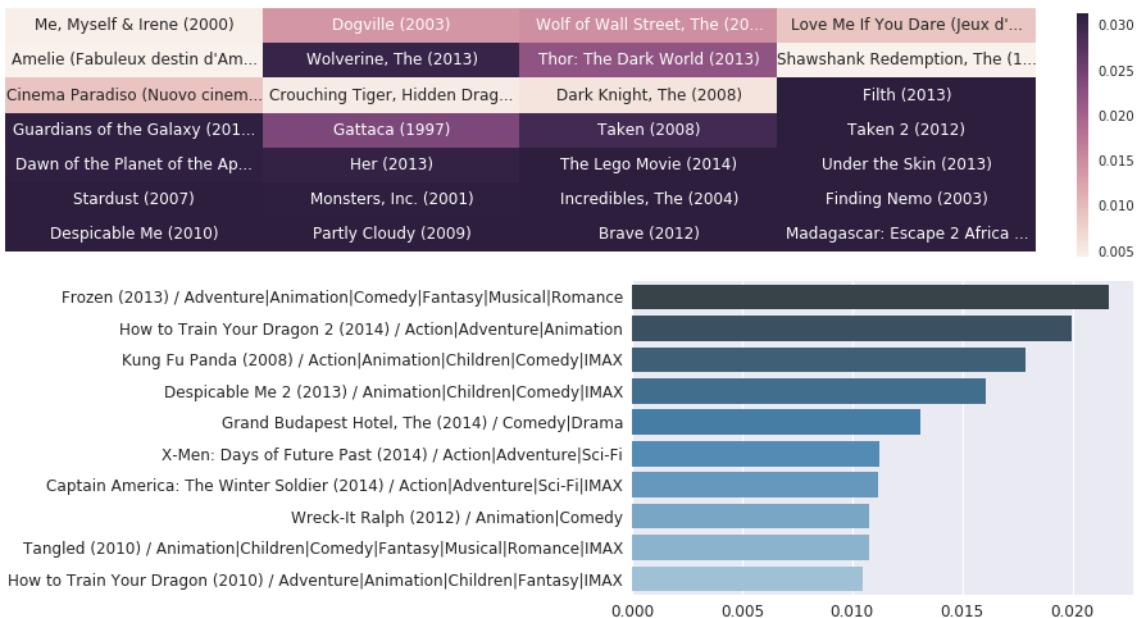 Me, Myself & Irene (2000) Dogville (2003) Wolf of Wall Street, The (20... Love Me If You Dare (Jeux d'...
Amelie (Fabuleux destin d'Am... Wolverine, The (2013) Thor: The Dark World (2013) Shawshank Redemption, The (1...
Cinema Paradiso (Nuovo cinem... Crouching Tiger, Hidden Drag... Dark Knight, The (2008) Filth (2013)
Guardians of the Galaxy (201... Gattaca (1997) Taken (2008) Taken 2 (2012)
Dawn of the Planet of the Ap... Her (2013) The Lego Movie (2014) Under the Skin (2013)
Stardust (2007) Monsters, Inc. (2001) Incredibles, The (2004) Finding Nemo (2003)
Despicable Me (2010) Partly Cloudy (2009) Brave (2012) Madagascar: Escape 2 Africa ...
0.030
0.025
0.020
0.015
0.010
0.005
Frozen (2013) / Adventure|Animation|Comedy|Fantasy|Musical|Romance
How to Train Your Dragon 2 (2014) / Action|Adventure|Animation
Kung Fu Panda (2008) / Action|Animation|Children|Comedy|IMAX
Despicable Me 2 (2013) / Animation|Children|Comedy|IMAX
Grand Budapest Hotel, The (2014) / Comedy|Drama
X-Men: Days of Future Past (2014) / Action|Adventure|Sci-Fi
Captain America: The Winter Soldier (2014) / Action|Adventure|Sci-Fi|IMAX
Wreck-It Ralph (2012) / Animation|Comedy
Tangled (2010) / Animation|Children|Comedy|Fantasy|Musical|Romance|IMAX
How to Train Your Dragon (2010) / Adventure|Animation|Children|Fantasy|IMAX
0.000 0.005 0.010 0.015 0.020